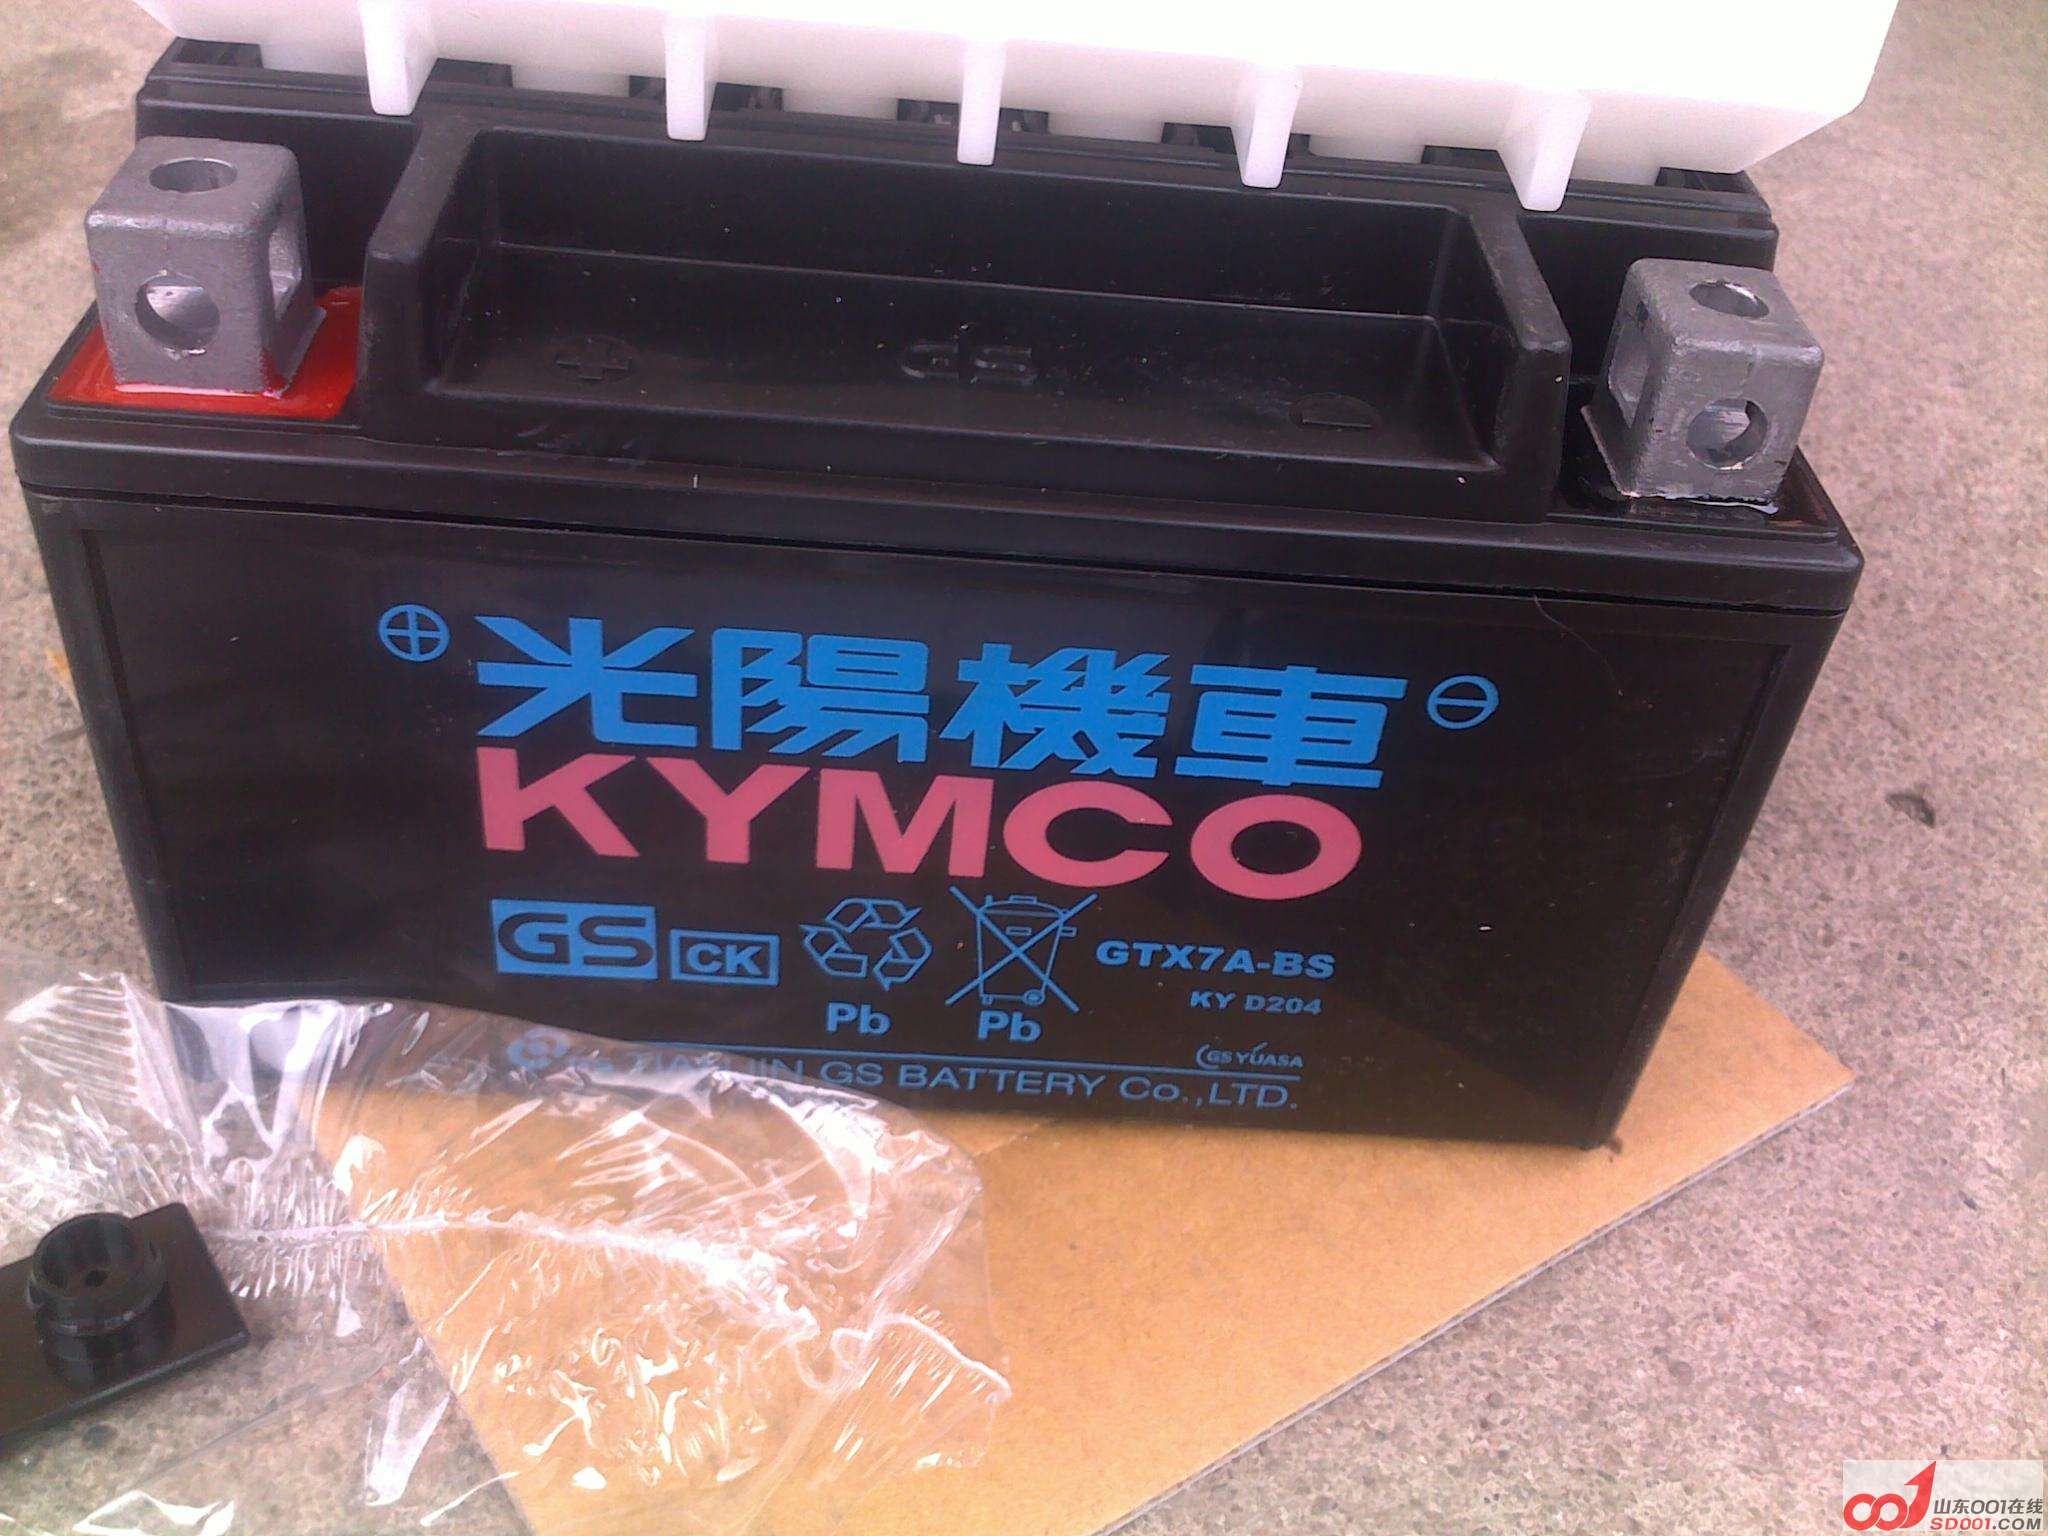 GS
⊕ 光陽機車 ⊖
KYMCO
GS CK GTX7A-BS
KY D204
Pb Pb
GS YUASA
TIANJIN GS BATTERY Co.,LTD.
山东001在线
SD001.COM